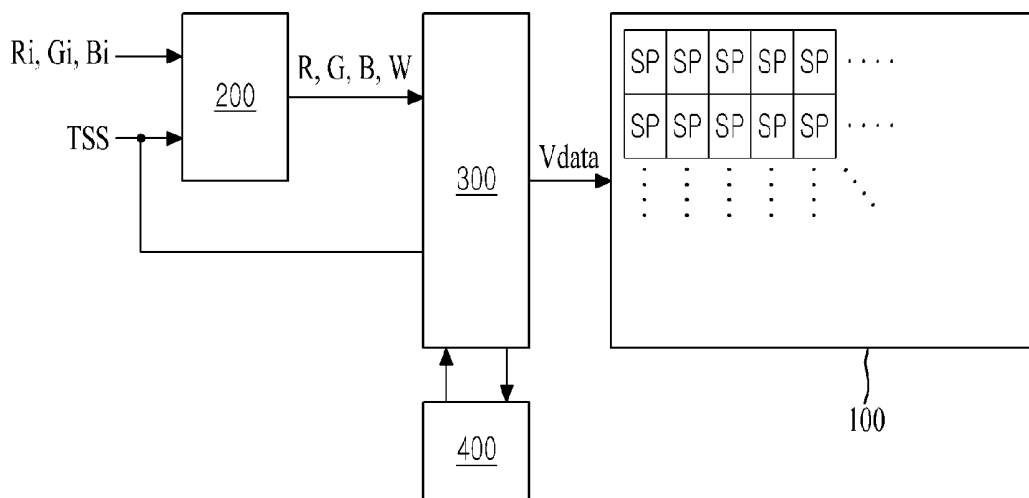 Ri, Gi, Bi
TSS
200
R, G, B, W
300
Vdata
SP SP SP SP SP ....
SP SP SP SP SP ....
400
100